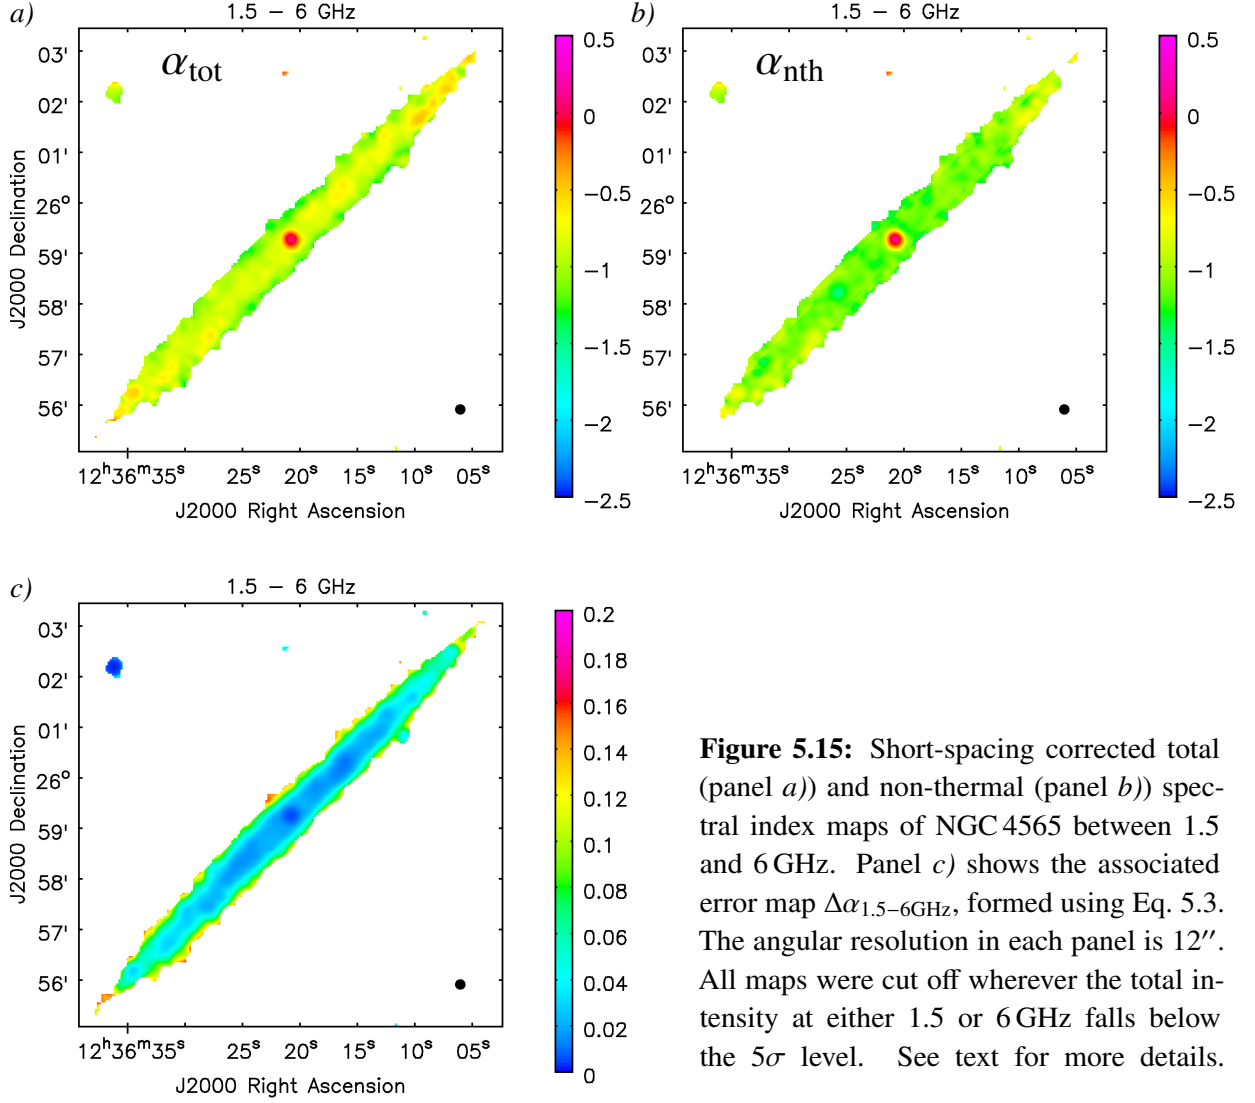 a)
1.5 − 6 GHz
αtot
J2000 Declination
03'
02'
01'
26°
59'
58'
57'
56'
12h36m35s 25s 20s 15s 10s 05s
J2000 Right Ascension
0.5
0
−0.5
−1
−1.5
−2
−2.5
b)
1.5 − 6 GHz
αnth
03'
02'
01'
26°
59'
58'
57'
56'
12h36m35s 25s 20s 15s 10s 05s
J2000 Right Ascension
0.5
0
−0.5
−1
−1.5
−2
−2.5
c)
1.5 − 6 GHz
J2000 Declination
03'
02'
01'
26°
59'
58'
57'
56'
12h36m35s 25s 20s 15s 10s 05s
J2000 Right Ascension
0.2
0.18
0.16
0.14
0.12
0.1
0.08
0.06
0.04
0.02
0
Figure 5.15: Short-spacing corrected total
(panel a)) and non-thermal (panel b)) spec-
tral index maps of NGC 4565 between 1.5
and 6 GHz. Panel c) shows the associated
error map Δα1.5−6GHz, formed using Eq. 5.3.
The angular resolution in each panel is 12″.
All maps were cut off wherever the total in-
tensity at either 1.5 or 6 GHz falls below
the 5σ level. See text for more details.